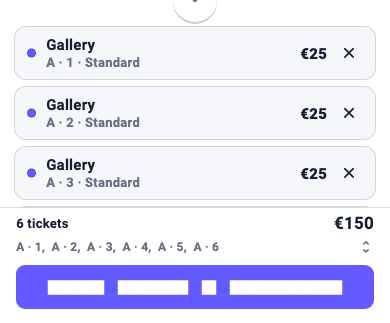 Gallery
A · 1 · Standard
€25
Gallery
A · 2 · Standard
€25
Gallery
A · 3 · Standard
€25
6 tickets
€150
A · 1, A · 2, A · 3, A · 4, A · 5, A · 6